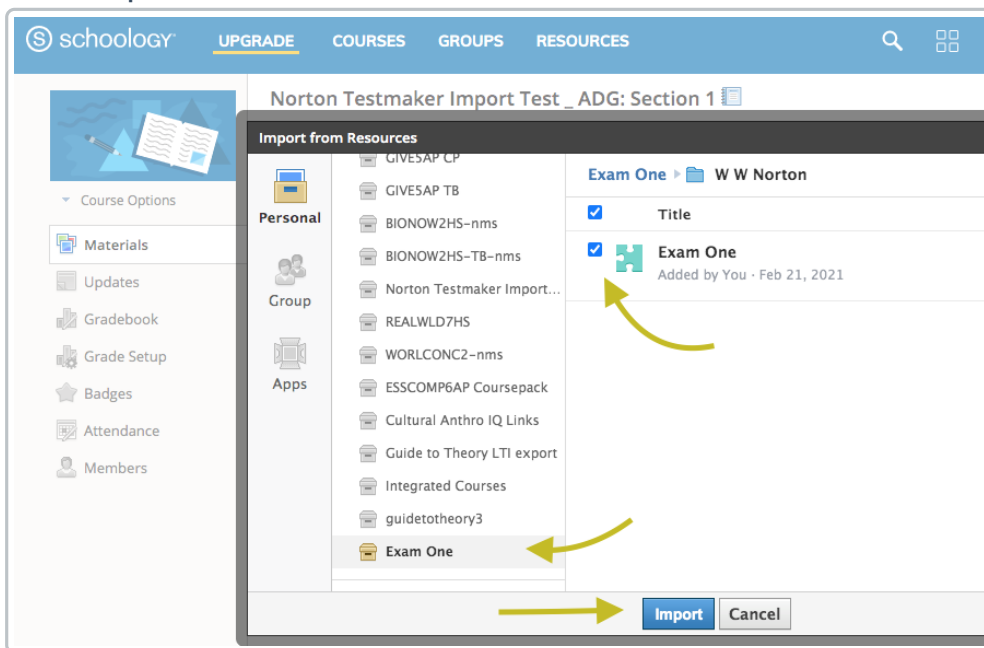 S schoology UPGRADE COURSES GROUPS RESOURCES
Norton Testmaker Import Test _ ADG: Section 1
Course Options
Materials
Updates
Gradebook
Grade Setup
Badges
Attendance
Members
Import from Resources
Personal
Group
Apps
GIVE5AP CP
GIVE5AP TB
BIONOW2HS-nms
BIONOW2HS-TB-nms
Norton Testmaker Import...
REALWLD7HS
WORLCONC2-nms
ESSCOMP6AP Coursepack
Cultural Anthro IQ Links
Guide to Theory LTI export
Integrated Courses
guidetotheory3
Exam One
Exam One W W Norton
Title
Exam One
Added by You · Feb 21, 2021
Import Cancel